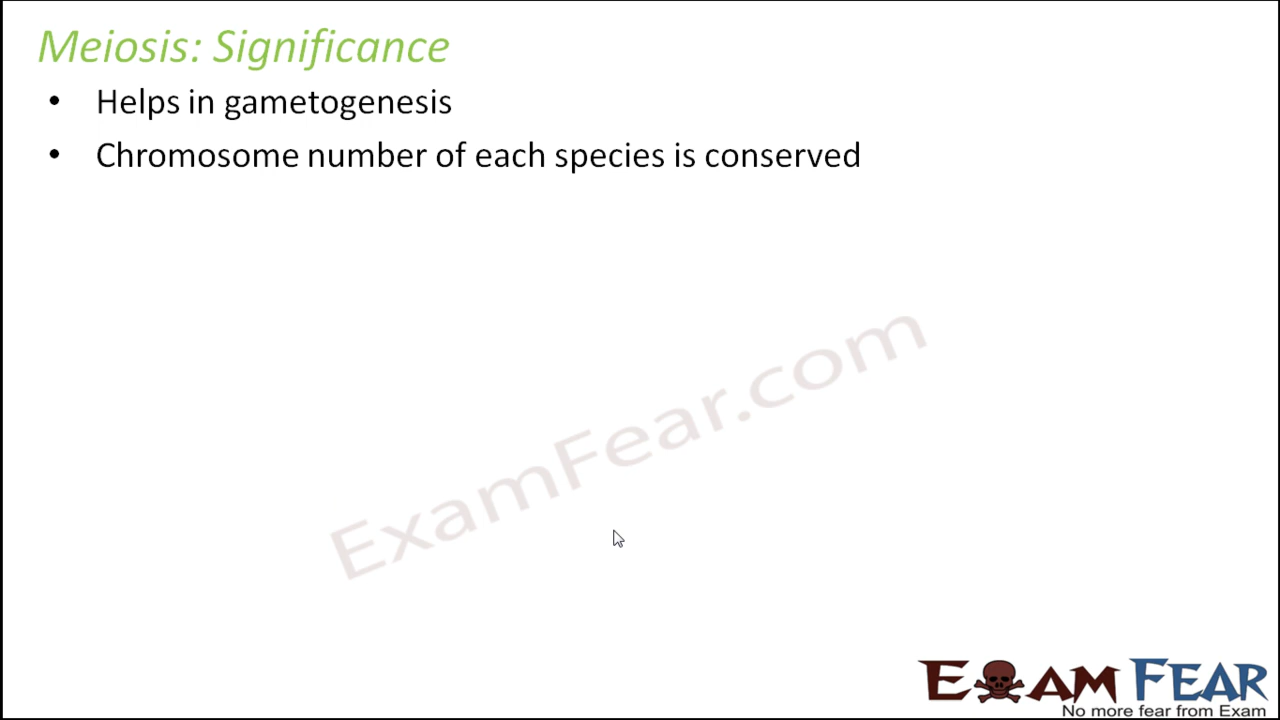 Meiosis: Significance
• Helps in gametogenesis
• Chromosome number of each species is conserved
ExamFear.com
EXAM FEAR
No more fear from Exam